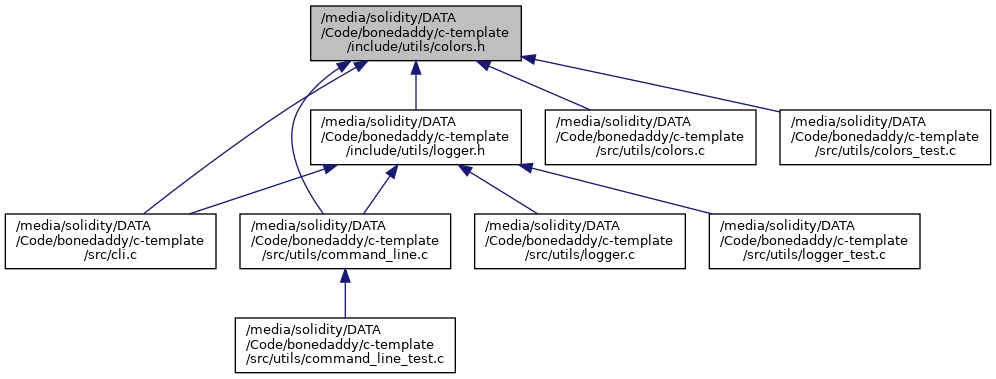 /media/solidity/DATA
/Code/bonedaddy/c-template
/include/utils/colors.h
/media/solidity/DATA
/Code/bonedaddy/c-template
/include/utils/logger.h
/media/solidity/DATA
/Code/bonedaddy/c-template
/src/utils/colors.c
/media/solidity/DATA
/Code/bonedaddy/c-template
/src/utils/colors_test.c
/media/solidity/DATA
/Code/bonedaddy/c-template
/src/cli.c
/media/solidity/DATA
/Code/bonedaddy/c-template
/src/utils/command_line.c
/media/solidity/DATA
/Code/bonedaddy/c-template
/src/utils/logger.c
/media/solidity/DATA
/Code/bonedaddy/c-template
/src/utils/logger_test.c
/media/solidity/DATA
/Code/bonedaddy/c-template
/src/utils/command_line_test.c